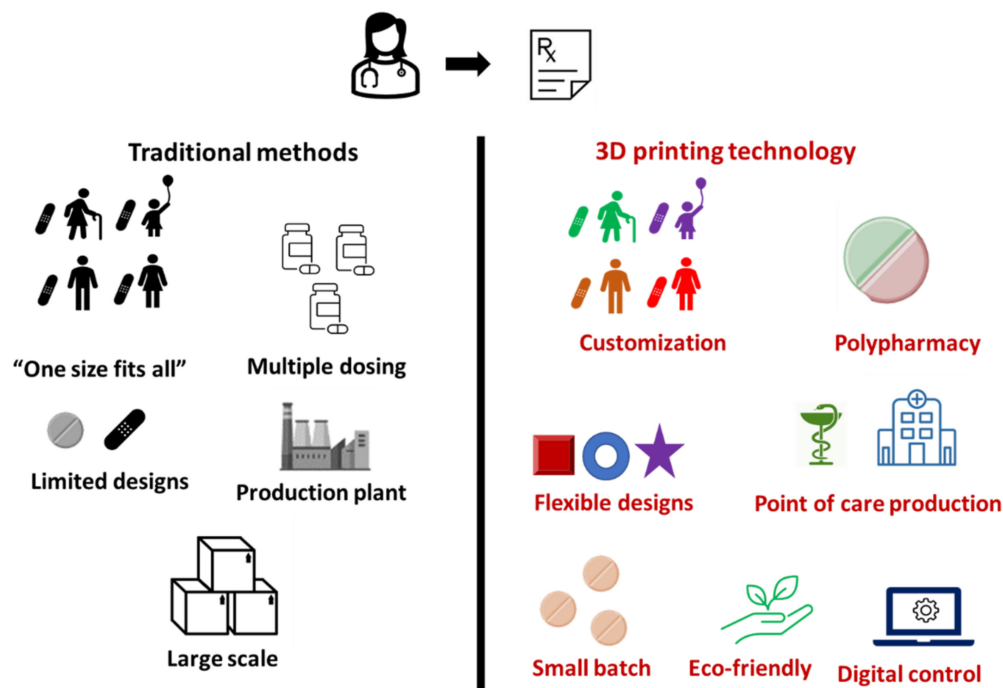 Rx
Traditional methods
“One size fits all”
Multiple dosing
Limited designs
Production plant
Large scale
3D printing technology
Customization
Polypharmacy
Flexible designs
Point of care production
Small batch
Eco-friendly
Digital control